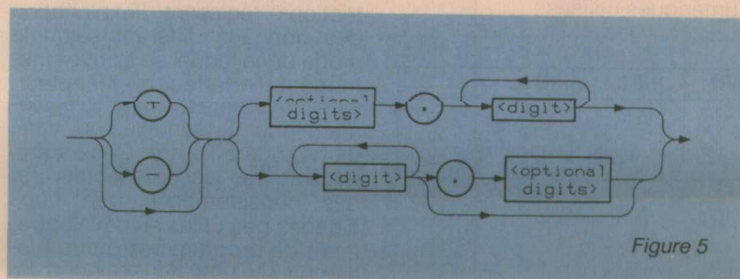 +
<optional
digits>
.
<digit>
-
<digit>
.
<optional
digits>
Figure 5